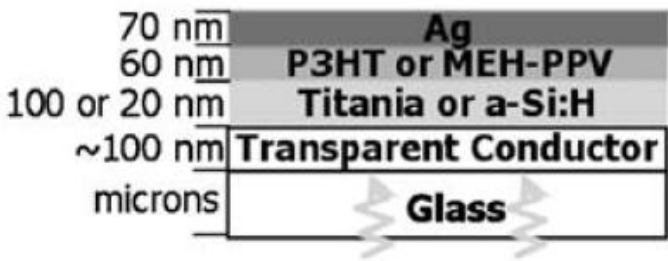 70 nm Ag
60 nm P3HT or MEH-PPV
100 or 20 nm Titania or a-Si:H
~100 nm Transparent Conductor
microns Glass